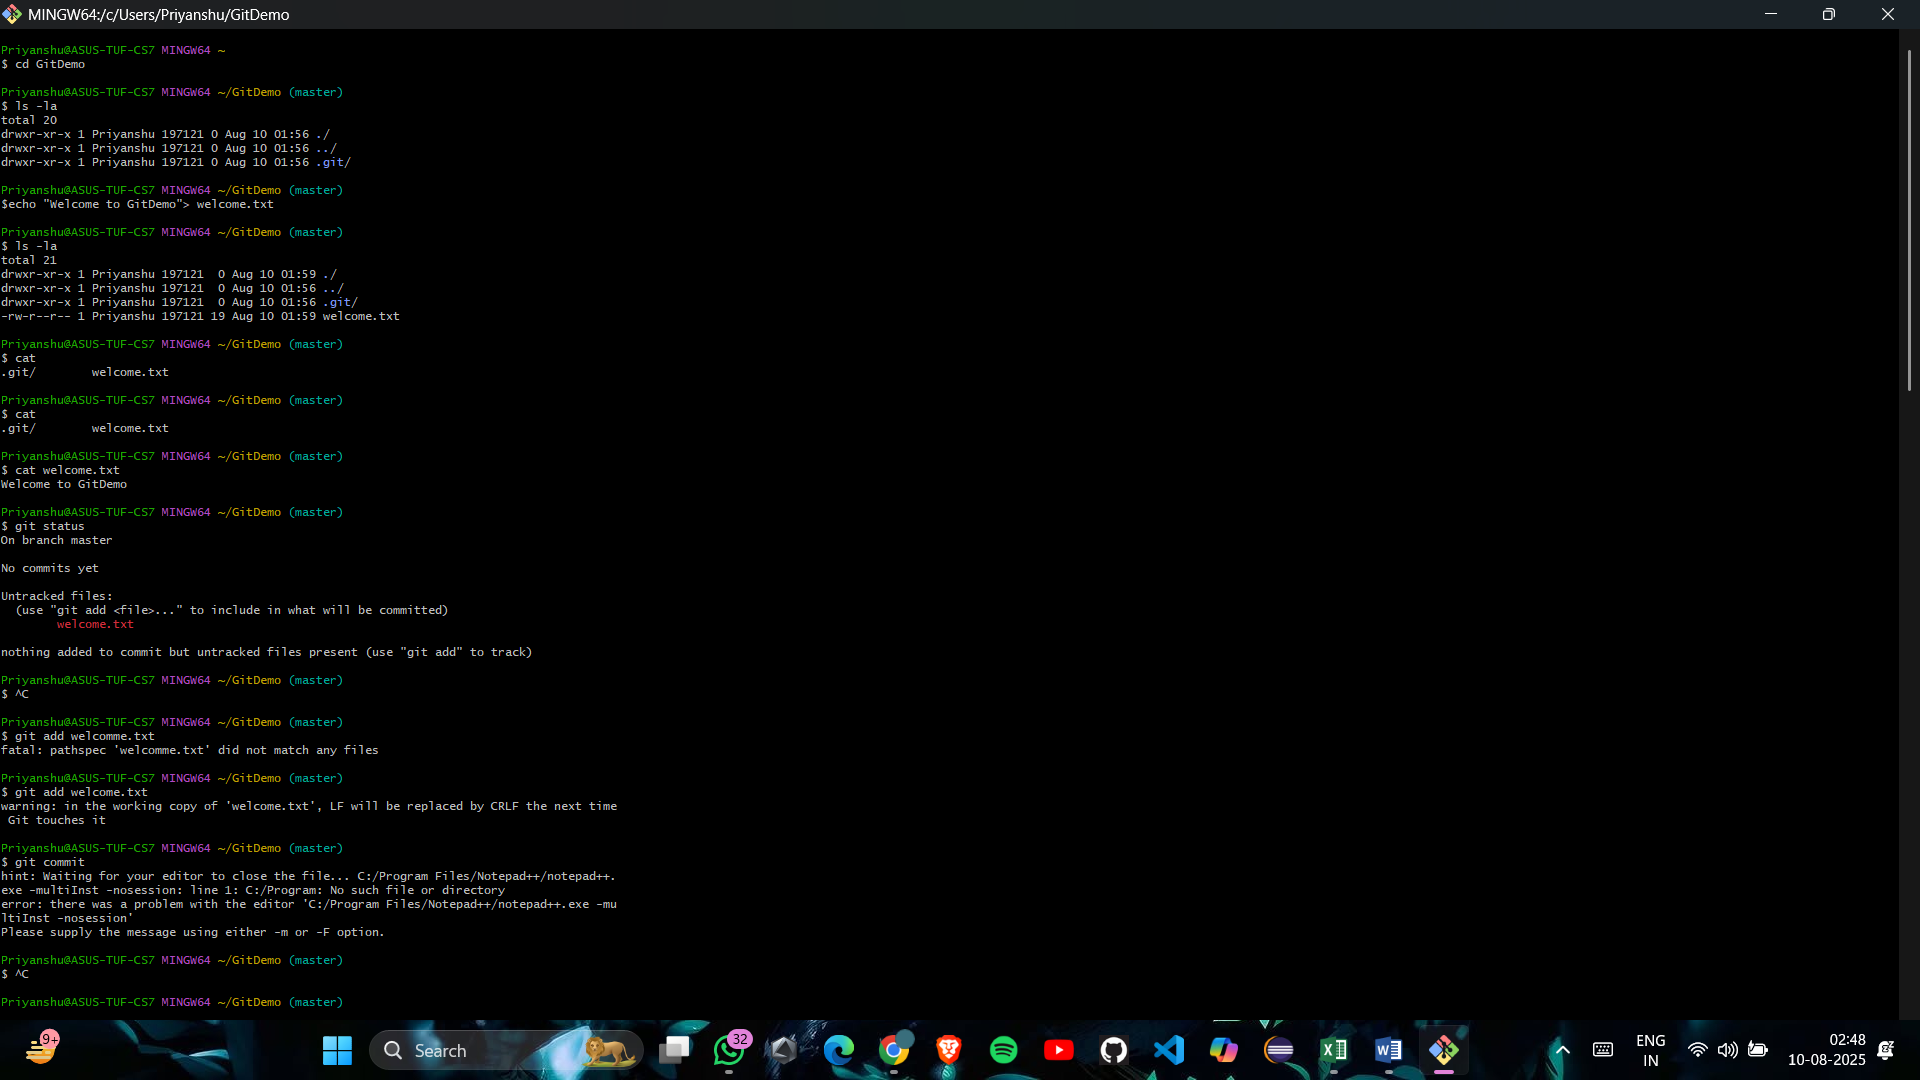 MINGW64:/c/Users/Priyanshu/GitDemo
Priyanshu@ASUS-TUF-CS7 MINGW64 ~
$ cd GitDemo
Priyanshu@ASUS-TUF-CS7 MINGW64 ~/GitDemo (master)
$ ls -la
total 20
drwxr-xr-x 1 Priyanshu 197121 0 Aug 10 01:56 ./
drwxr-xr-x 1 Priyanshu 197121 0 Aug 10 01:56 ../
drwxr-xr-x 1 Priyanshu 197121 0 Aug 10 01:56 .git/
Priyanshu@ASUS-TUF-CS7 MINGW64 ~/GitDemo (master)
$echo "Welcome to GitDemo"> welcome.txt
Priyanshu@ASUS-TUF-CS7 MINGW64 ~/GitDemo (master)
$ ls -la
total 21
drwxr-xr-x 1 Priyanshu 197121  0 Aug 10 01:59 ./
drwxr-xr-x 1 Priyanshu 197121  0 Aug 10 01:56 ../
drwxr-xr-x 1 Priyanshu 197121  0 Aug 10 01:56 .git/
-rw-r--r-- 1 Priyanshu 197121 19 Aug 10 01:59 welcome.txt
Priyanshu@ASUS-TUF-CS7 MINGW64 ~/GitDemo (master)
$ cat
.git/        welcome.txt
Priyanshu@ASUS-TUF-CS7 MINGW64 ~/GitDemo (master)
$ cat
.git/        welcome.txt
Priyanshu@ASUS-TUF-CS7 MINGW64 ~/GitDemo (master)
$ cat welcome.txt
Welcome to GitDemo
Priyanshu@ASUS-TUF-CS7 MINGW64 ~/GitDemo (master)
$ git status
On branch master
No commits yet
Untracked files:
  (use "git add <file>..." to include in what will be committed)
        welcome.txt
nothing added to commit but untracked files present (use "git add" to track)
Priyanshu@ASUS-TUF-CS7 MINGW64 ~/GitDemo (master)
$ ^C
Priyanshu@ASUS-TUF-CS7 MINGW64 ~/GitDemo (master)
$ git add welcomme.txt
fatal: pathspec 'welcomme.txt' did not match any files
Priyanshu@ASUS-TUF-CS7 MINGW64 ~/GitDemo (master)
$ git add welcome.txt
warning: in the working copy of 'welcome.txt', LF will be replaced by CRLF the next time
 Git touches it
Priyanshu@ASUS-TUF-CS7 MINGW64 ~/GitDemo (master)
$ git commit
hint: Waiting for your editor to close the file... C:/Program Files/Notepad++/notepad++.
exe -multiInst -nosession: line 1: C:/Program: No such file or directory
error: there was a problem with the editor 'C:/Program Files/Notepad++/notepad++.exe -mu
ltiInst -nosession'
Please supply the message using either -m or -F option.
Priyanshu@ASUS-TUF-CS7 MINGW64 ~/GitDemo (master)
$ ^C
Priyanshu@ASUS-TUF-CS7 MINGW64 ~/GitDemo (master)
9+
Search
32
ENG
IN
02:48
10-08-2025